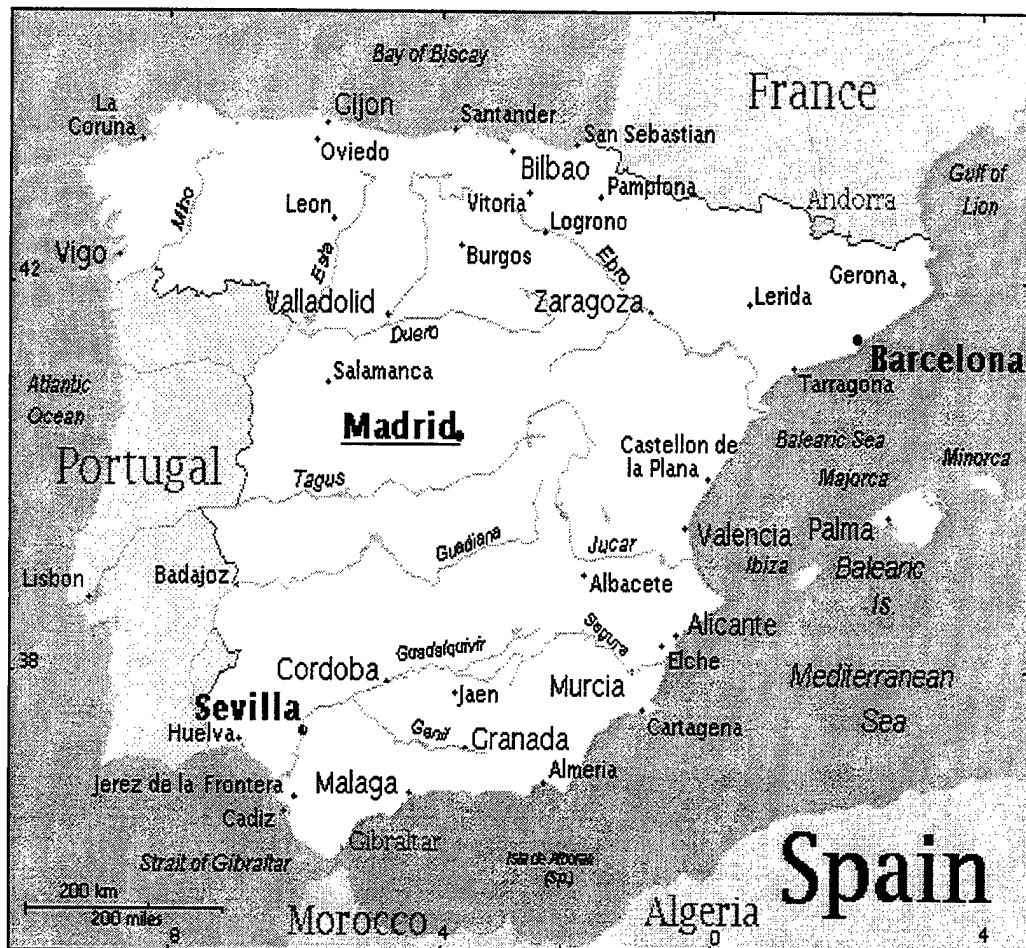 Bay of Biscay
France
La
Coruna
Gijon
Santander
San Sebastian
Oviedo
Bilbao
Gulf of
Lion
Mino
Leon
Vitoria
Pamplona
Andorra
Logrono
Vigo
Esla
Burgos
Ebro
42
Gerona
Valladolid
Zaragoza
Lerida
Duero
Barcelona
Salamanca
Tarragona
Atlantic
Ocean
Madrid
Castellon de
la Plana
Balearic Sea
Minorca
Portugal
Tagus
Majorca
Guadiana
Jucar
Valencia
Palma
Lisbon
Badajoz
Albacete
Ibiza
Balearic
Is.
Segura
Alicante
Guadalquivir
38
Cordoba
Elche
Jaen
Murcia
Mediterranean
Sea
Sevilla
Cartagena
Huelva
Genil
Granada
Jerez de la Frontera
Malaga
Almeria
Cadiz
Gibraltar
Strait of Gibraltar
Isla de Alboran
(Sp.)
Spain
200 km
200 miles
Morocco
Algeria
8
4
0
4